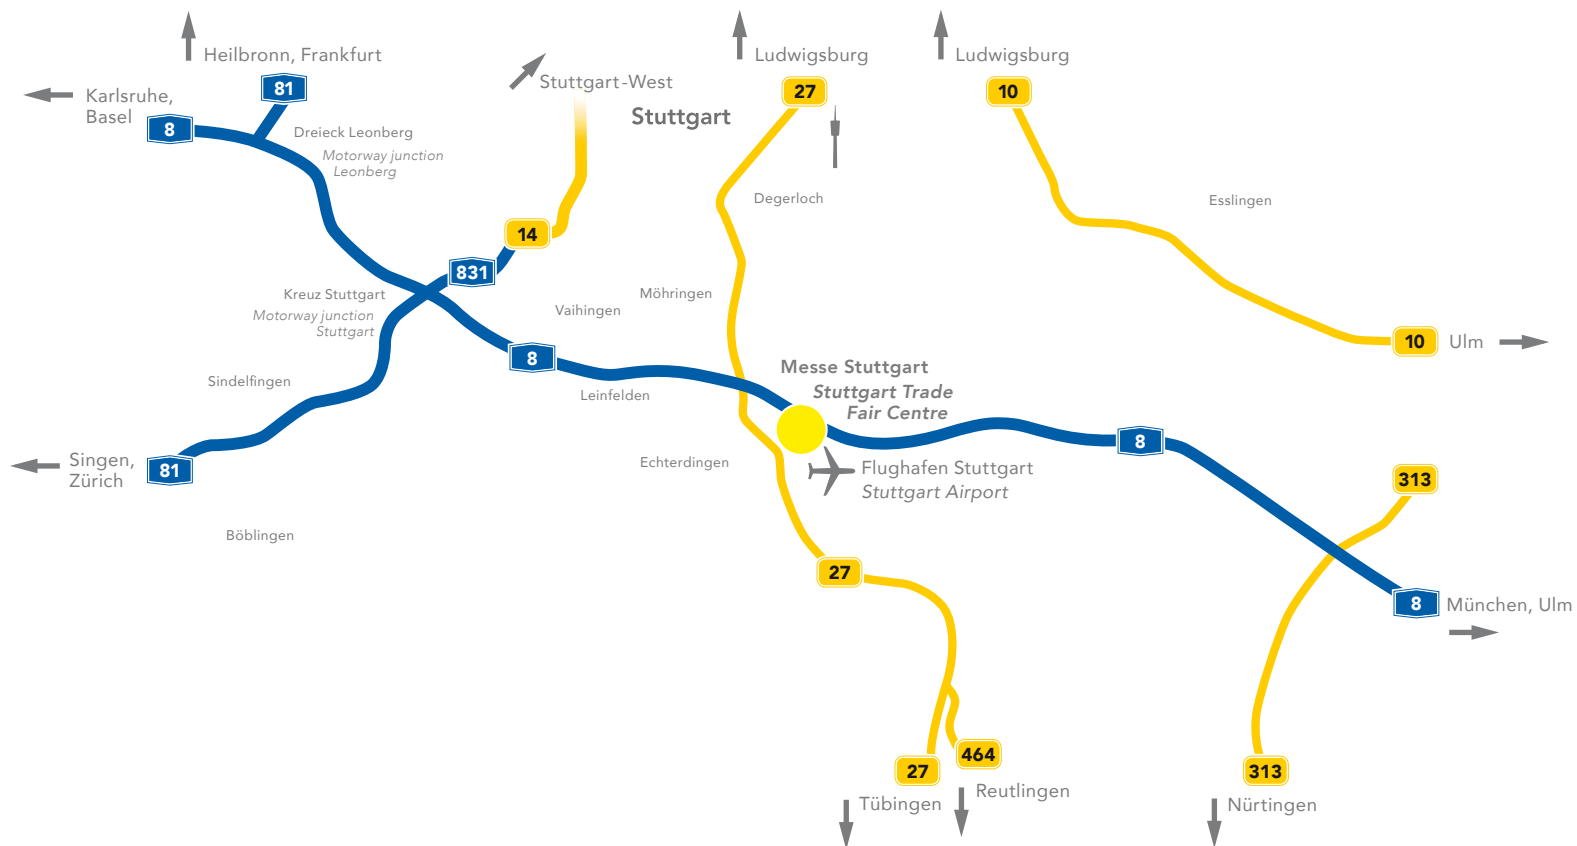 Heilbronn, Frankfurt
Ludwigsburg
Ludwigsburg
Stuttgart-West
81
Karlsruhe,
Basel
27
10
Stuttgart
8
Dreieck Leonberg
Motorway junction
Leonberg
Degerloch
Esslingen
14
831
Kreuz Stuttgart
Motorway junction
Stuttgart
Möhringen
Vaihingen
10
Ulm
8
Messe Stuttgart
Stuttgart Trade
Fair Centre
Sindelfingen
Leinfelden
8
Singen,
Zürich
81
Echterdingen
Flughafen Stuttgart
Stuttgart Airport
313
Böblingen
27
8
München, Ulm
464
27
313
Reutlingen
Tübingen
Nürtingen